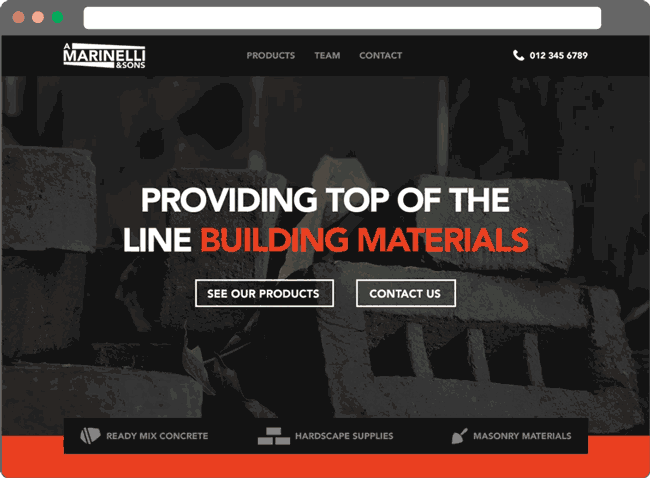 A
MARINELLI
&SONS
PRODUCTS TEAM CONTACT
012 345 6789
PROVIDING TOP OF THE
LINE BUILDING MATERIALS
SEE OUR PRODUCTS CONTACT US
READY MIX CONCRETE HARDSCAPE SUPPLIES MASONRY MATERIALS